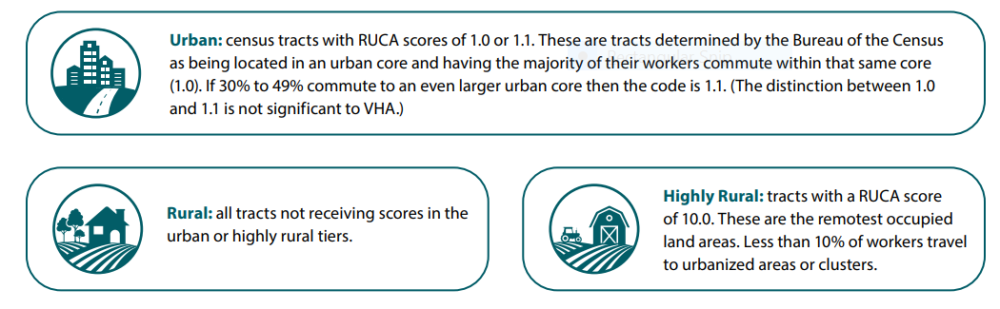 Urban: census tracts with RUCA scores of 1.0 or 1.1. These are tracts determined by the Bureau of the Census
as being located in an urban core and having the majority of their workers commute within that same core
(1.0). If 30% to 49% commute to an even larger urban core then the code is 1.1. (The distinction between 1.0
and 1.1 is not significant to VHA.)
Rural: all tracts not receiving scores in the
urban or highly rural tiers.
Highly Rural: tracts with a RUCA score
of 10.0. These are the remotest occupied
land areas. Less than 10% of workers travel
to urbanized areas or clusters.